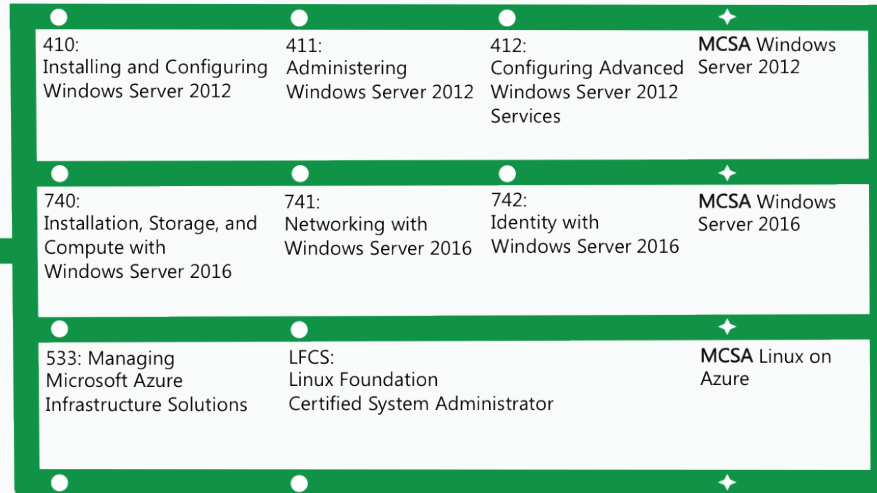 410:
Installing and Configuring
Windows Server 2012
411:
Administering
Windows Server 2012
412:
Configuring Advanced
Windows Server 2012
Services
MCSA Windows
Server 2012
740:
Installation, Storage, and
Compute with
Windows Server 2016
741:
Networking with
Windows Server 2016
742:
Identity with
Windows Server 2016
MCSA Windows
Server 2016
533: Managing
Microsoft Azure
Infrastructure Solutions
LFCS:
Linux Foundation
Certified System Administrator
MCSA Linux on
Azure